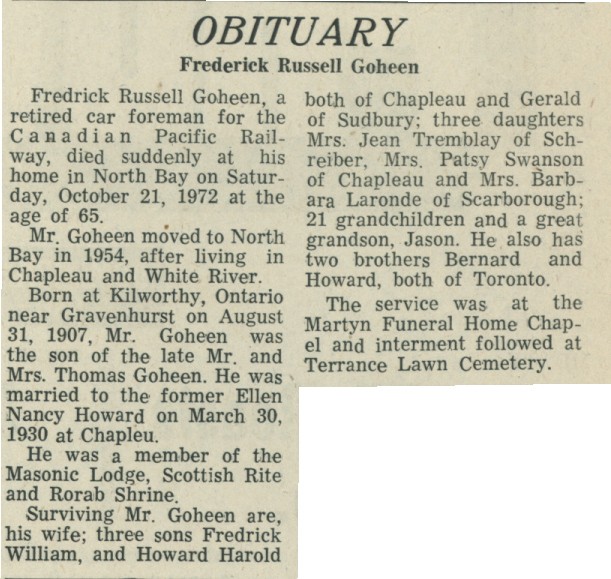 OBITUARY
Frederick Russell Goheen
Fredrick Russell Goheen, a
retired car foreman for the
Canadian Pacific Rail-
way, died suddenly at his
home in North Bay on Satur-
day, October 21, 1972 at the
age of 65.
Mr. Goheen moved to North
Bay in 1954, after living in
Chapleau and White River.
Born at Kilworthy, Ontario
near Gravenhurst on August
31, 1907, Mr. Goheen was
the son of the late Mr. and
Mrs. Thomas Goheen. He was
married to the former Ellen
Nancy Howard on March 30,
1930 at Chapleu.
He was a member of the
Masonic Lodge, Scottish Rite
and Rorab Shrine.
Surviving Mr. Goheen are,
his wife; three sons Fredrick
William, and Howard Harold
both of Chapleau and Gerald
of Sudbury; three daughters
Mrs. Jean Tremblay of Sch-
reiber, Mrs. Patsy Swanson
of Chapleau and Mrs. Barb-
ara Laronde of Scarborough;
21 grandchildren and a great
grandson, Jason. He also has
two brothers Bernard and
Howard, both of Toronto.
The service was at the
Martyn Funeral Home Chap-
el and interment followed at
Terrance Lawn Cemetery.